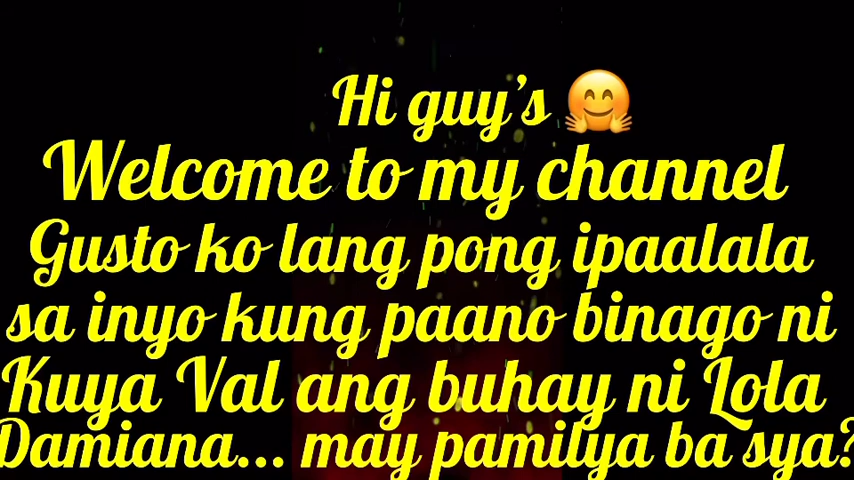 Hi guy's 🤗
Welcome to my channel
Gusto ko lang pong ipaalala
sa inyo kung paano binago ni
Kuya Val ang buhay ni Lola
Damiana... may pamilya ba sya?